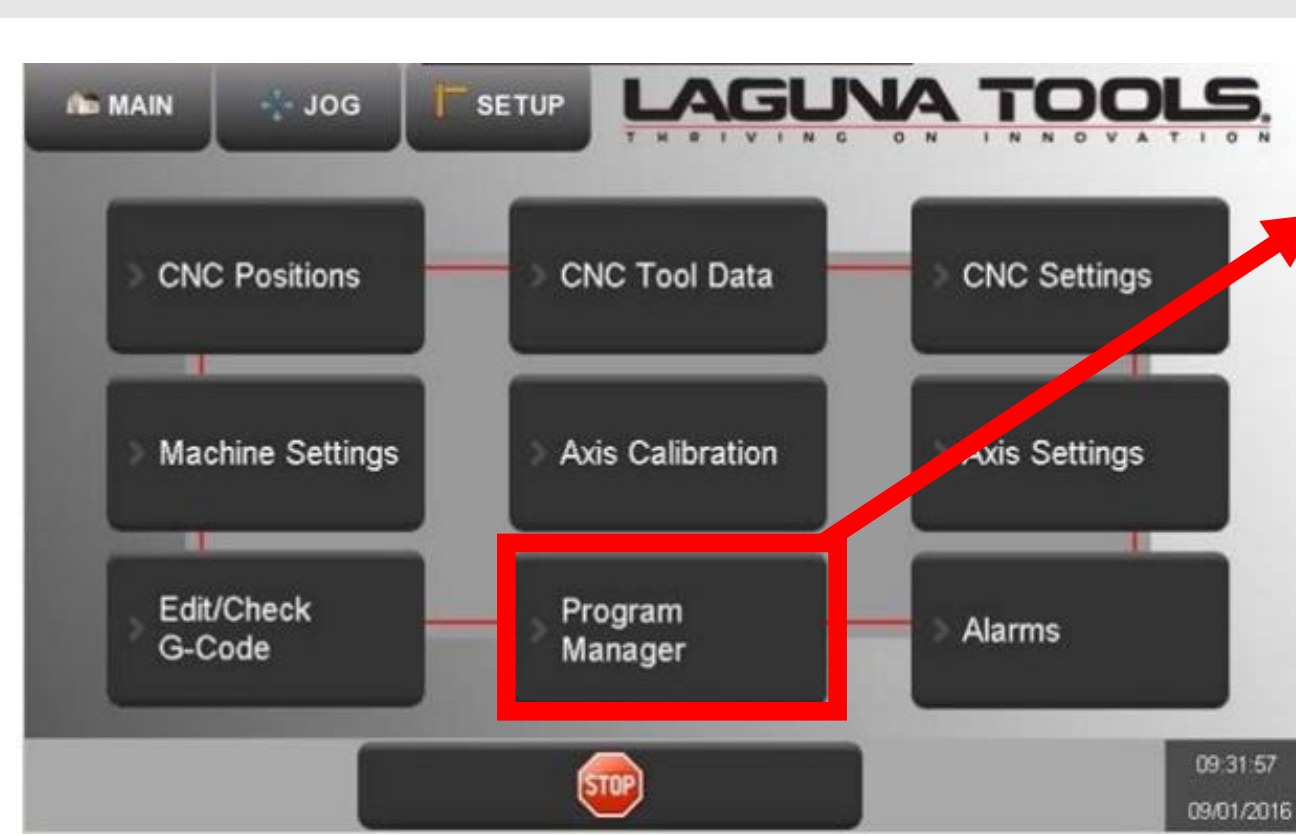 MAIN JOG SETUP LAGUNA TOOLS.
THRIVING ON INNOVATION
CNC Positions CNC Tool Data CNC Settings
Machine Settings Axis Calibration Axis Settings
Edit/Check
G-Code
Program
Manager
Alarms
STOP
09:31:57
09/01/2016